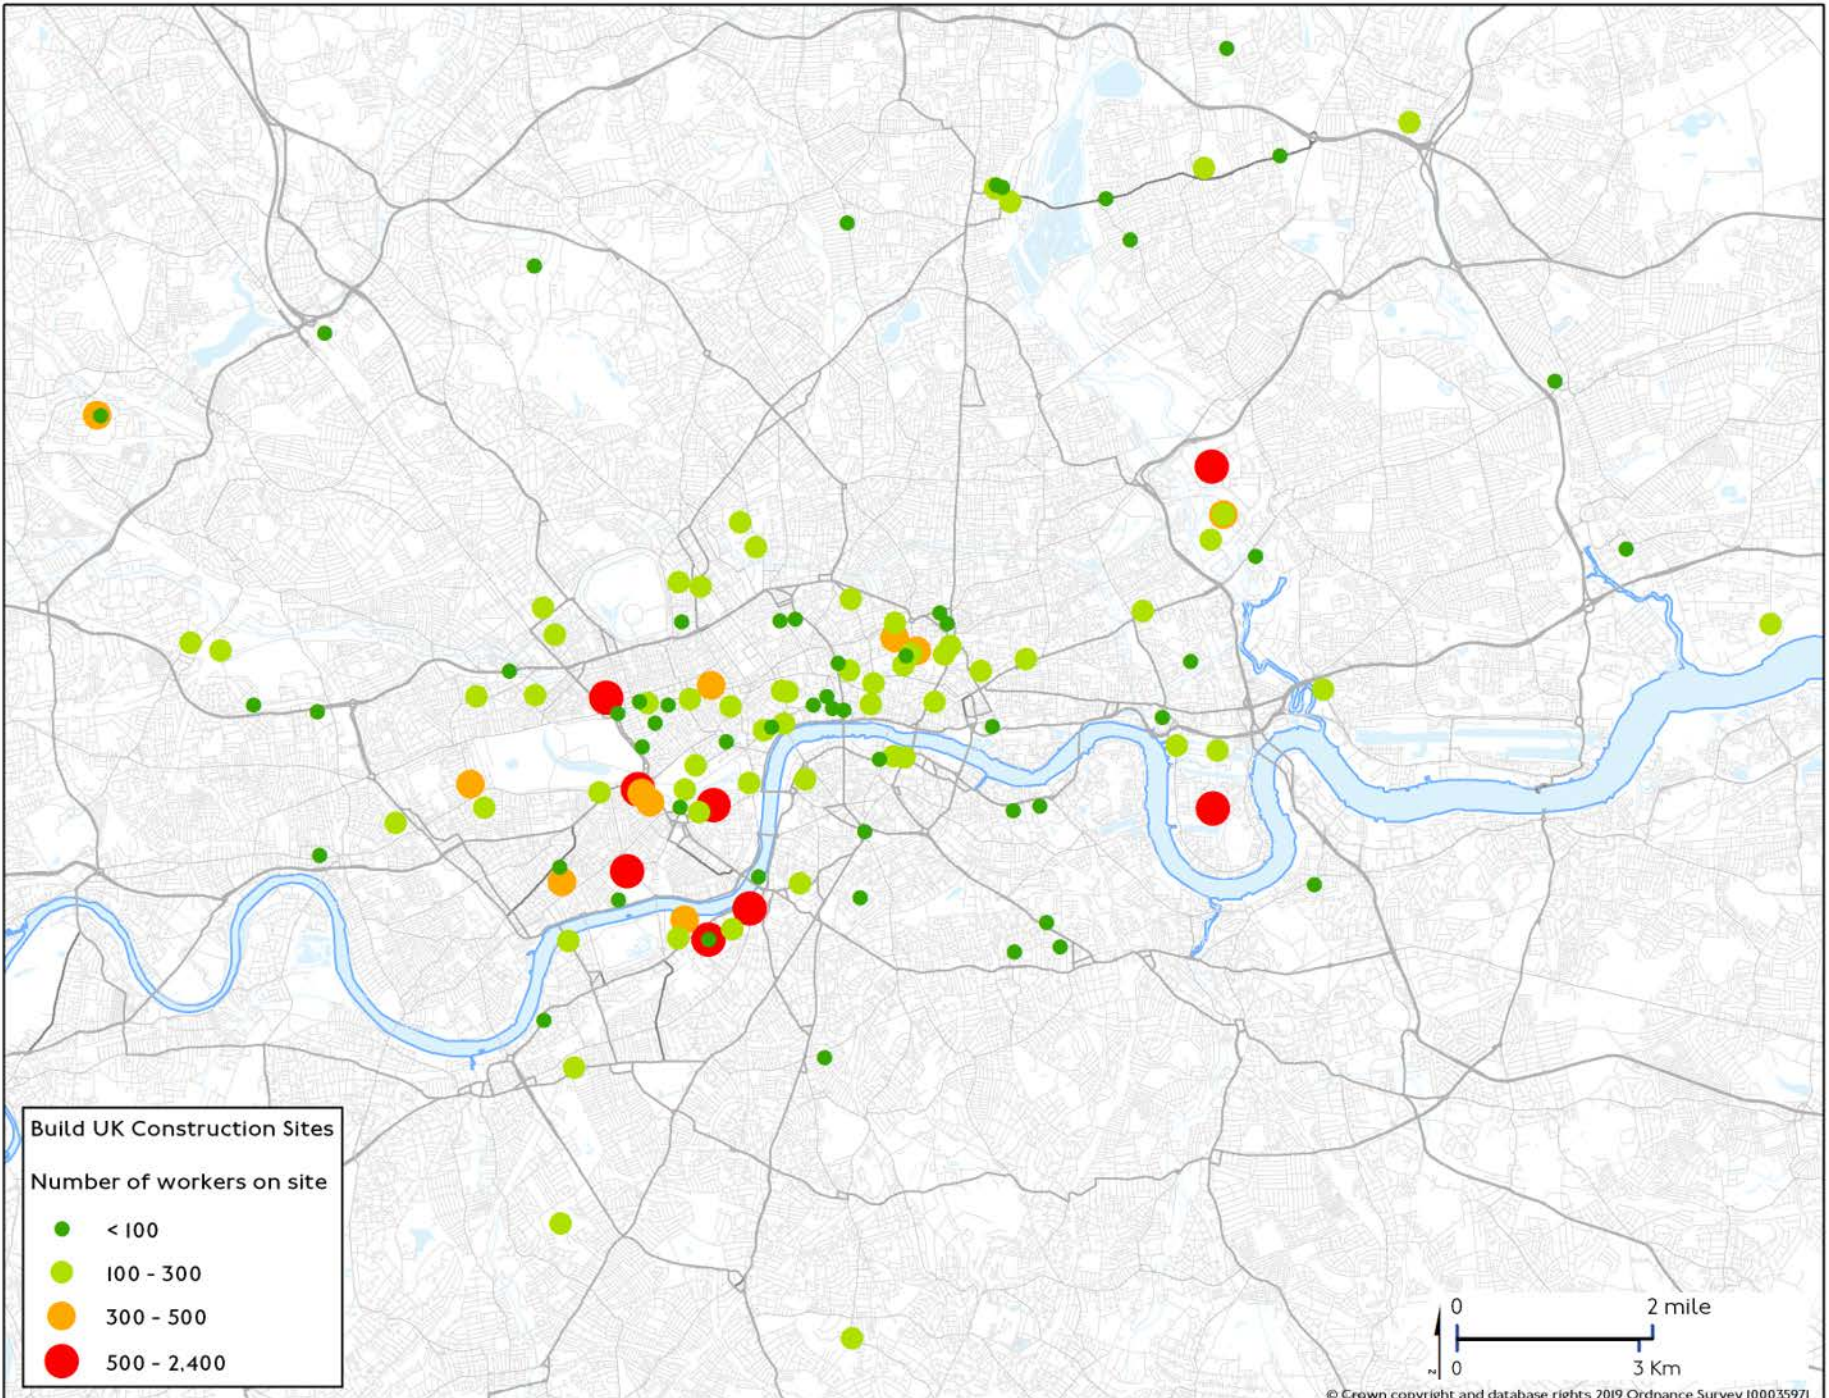 Build UK Construction Sites
Number of workers on site
< 100
100 - 300
300 - 500
500 - 2,400
0 2 mile
0 3 Km
N
© Crown copyright and database rights 2019 Ordnance Survey 100035971